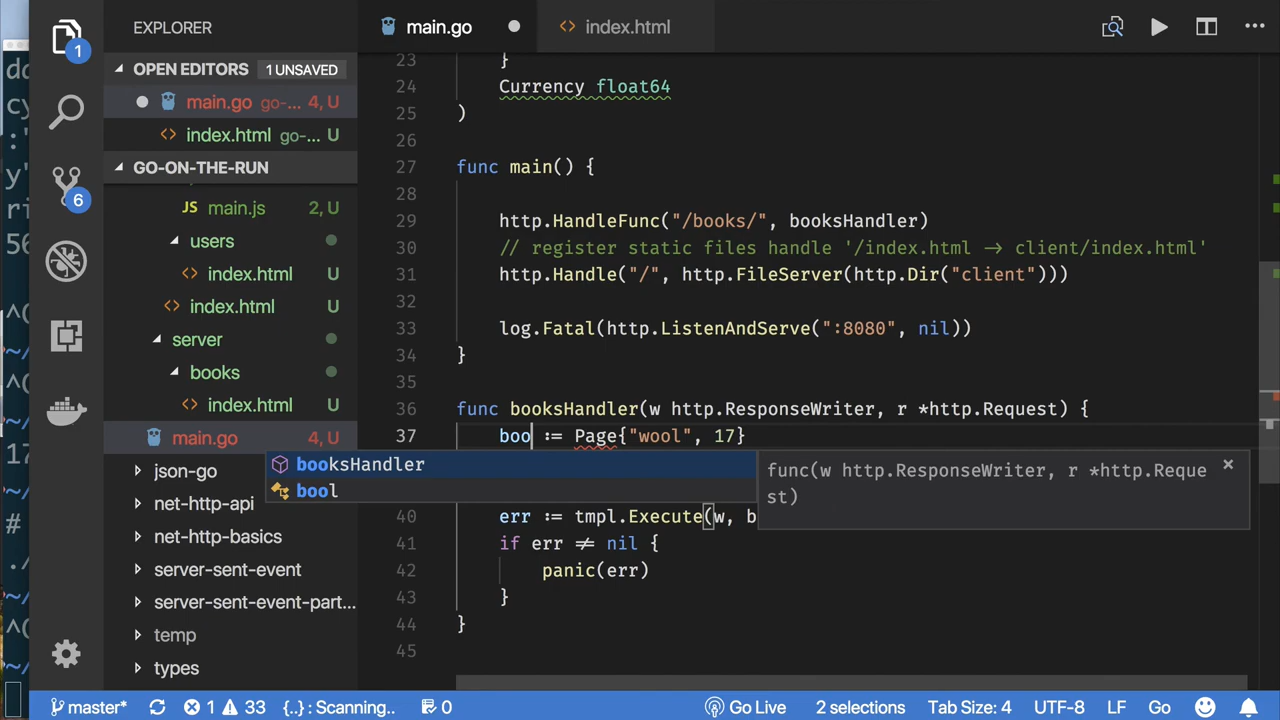 EXPLORER
OPEN EDITORS 1 UNSAVED
main.go go-... 4, U
index.html go-... U
GO-ON-THE-RUN
JS main.js 2, U
users
index.html U
index.html U
server
books
index.html U
main.go 4, U
json-go
net-http-api
net-http-basics
server-sent-event
server-sent-event-part...
temp
types
1
6
main.go
index.html
23 }
24 Currency float64
25 )
26
27 func main() {
28
29 http.HandleFunc("/books/", booksHandler)
30 // register static files handle '/index.html → client/index.html'
31 http.Handle("/", http.FileServer(http.Dir("client")))
32
33 log.Fatal(http.ListenAndServe(":8080", nil))
34 }
35
36 func booksHandler(w http.ResponseWriter, r *http.Request) {
37 boo := Page{"wool", 17}
booksHandler
bool
func(w http.ResponseWriter, r *http.Reque
st)
40 err := tmpl.Execute(w, b
41 if err ≠ nil {
42 panic(err)
43 }
44 }
45
master* 1 33 {..} : Scanning.. 0 Go Live 2 selections Tab Size: 4 UTF-8 LF Go